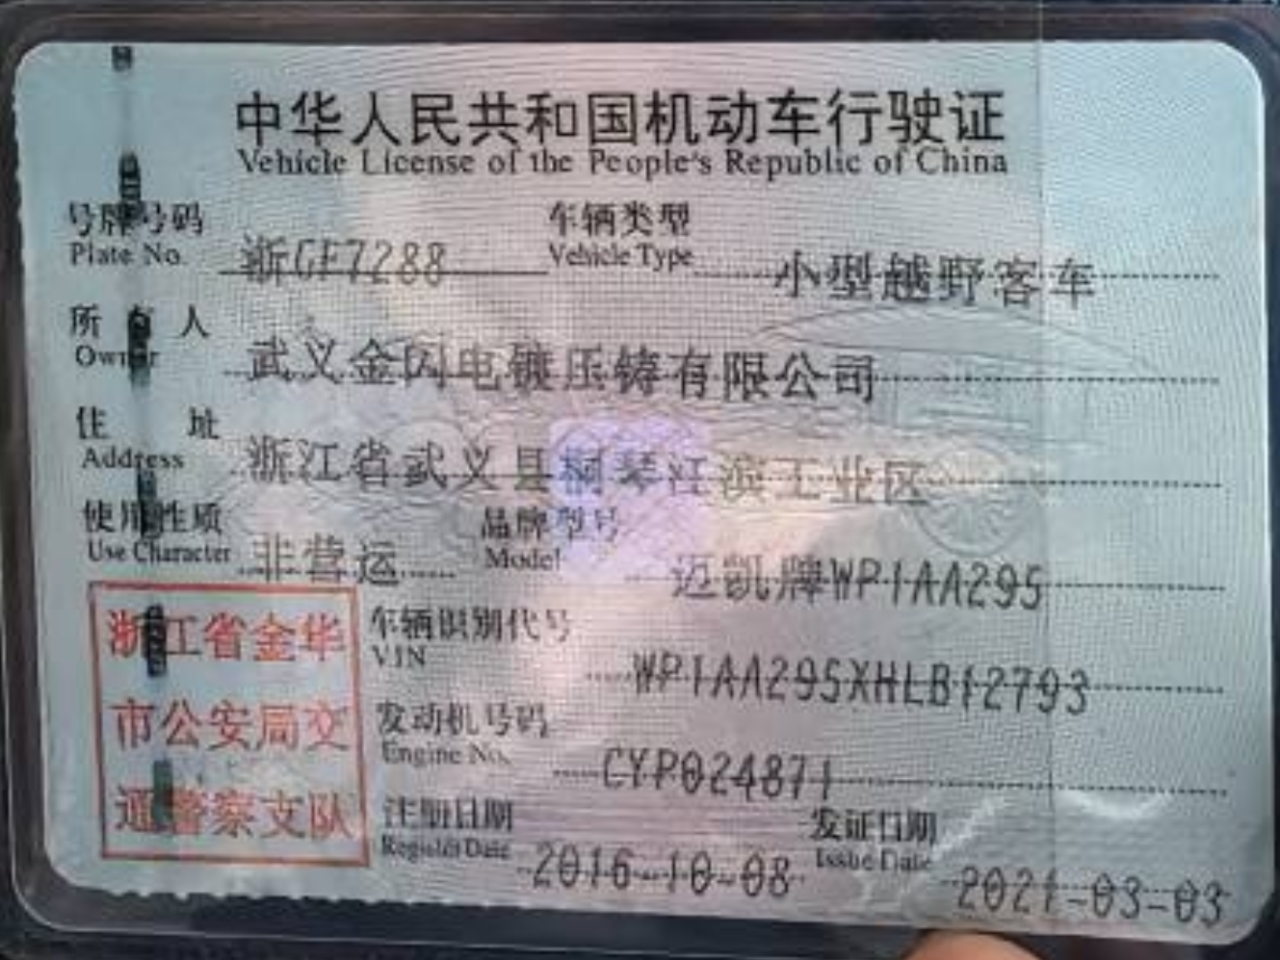 中华人民共和国机动车行驶证
Vehicle License of the People's Republic of China
号牌号码 车辆类型
Plate No. 浙GF7288 Vehicle Type 小型越野客车
所有人
Owner 武义金闪电镀压铸有限公司
住址
Address 浙江省武义县桐琴江滨工业区
使用性质 品牌型号
Use Character 非营运 Model 迈凯牌WP1AA295
浙江省金华
市公安局交
通警察支队
车辆识别代号
VIN WP1AA295XHLB12793
发动机号码
Engine No. CYP024871
注册日期 发证日期
Register Date 2016-10-08 Issue Date 2021-03-03